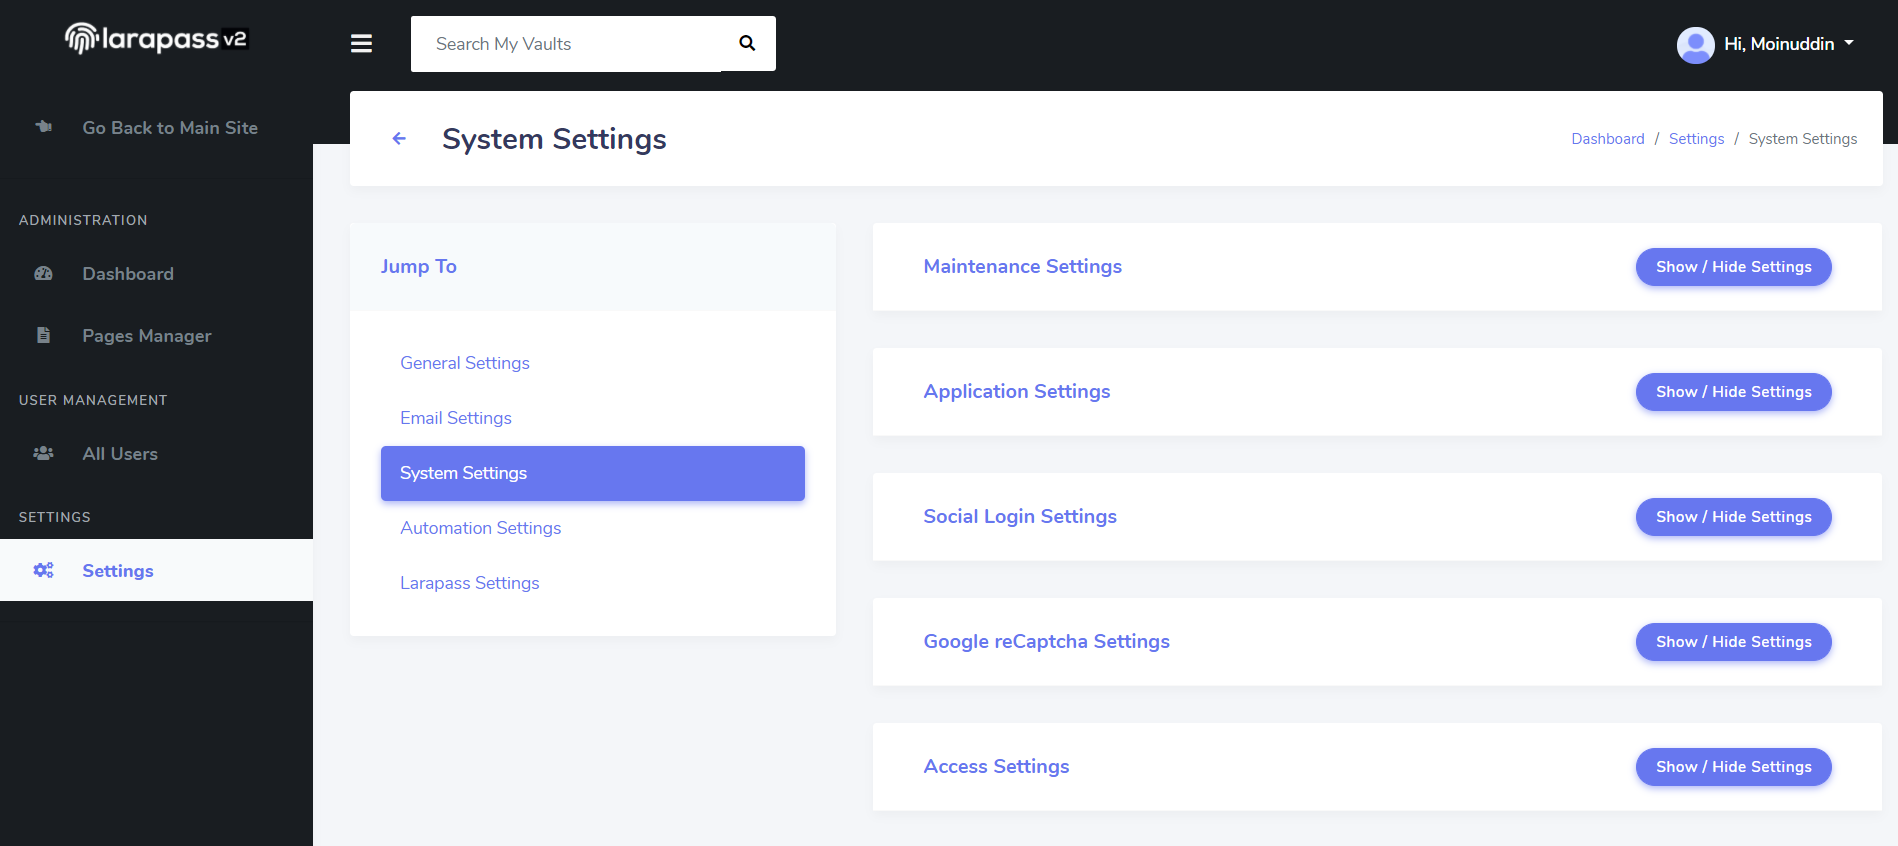 larapass v2
Search My Vaults
Hi, Moinuddin
Go Back to Main Site
ADMINISTRATION
Dashboard
Pages Manager
USER MANAGEMENT
All Users
SETTINGS
Settings
System Settings
Dashboard / Settings / System Settings
Jump To
General Settings
Email Settings
System Settings
Automation Settings
Larapass Settings
Maintenance Settings
Show / Hide Settings
Application Settings
Show / Hide Settings
Social Login Settings
Show / Hide Settings
Google reCaptcha Settings
Show / Hide Settings
Access Settings
Show / Hide Settings